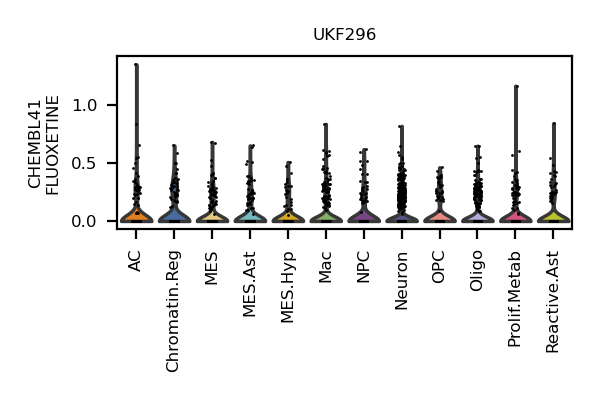 UKF296
CHEMBL41
FLUOXETINE
1.0
0.5
0.0
AC
Chromatin.Reg
MES
MES.Ast
MES.Hyp
Mac
NPC
Neuron
OPC
Oligo
Prolif.Metab
Reactive.Ast